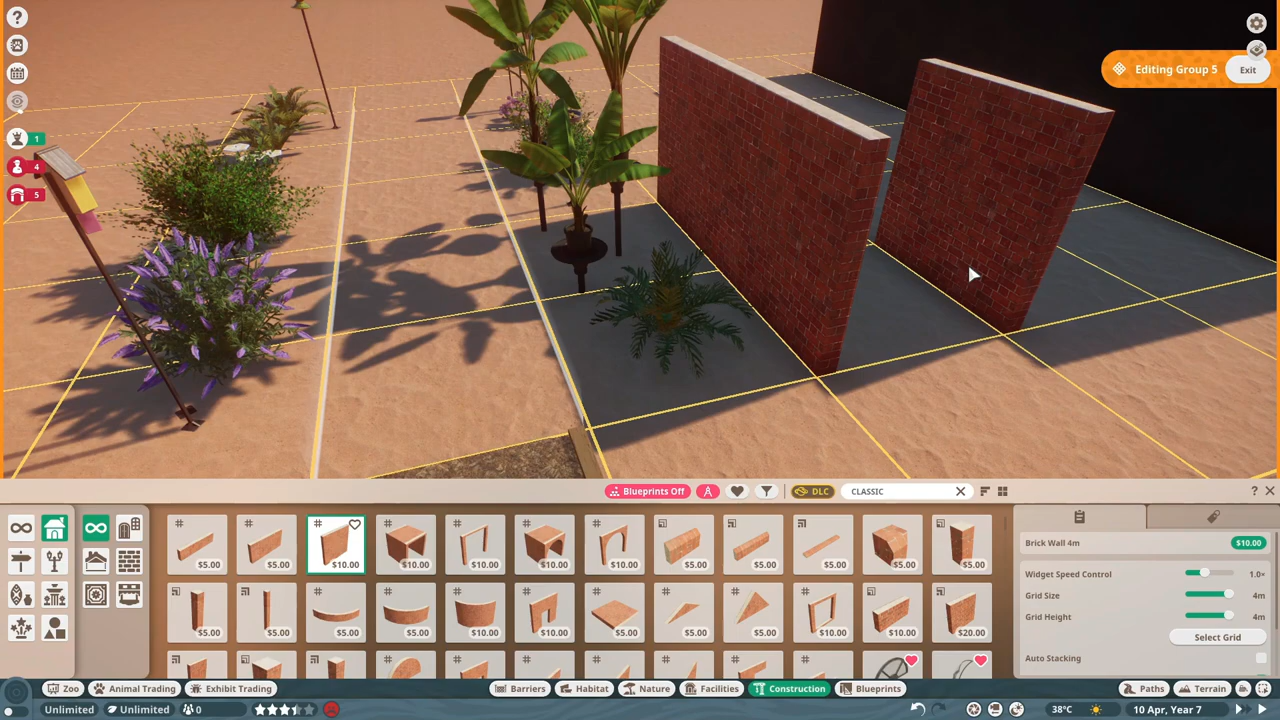 ?
Editing Group 5 Exit
1
4
5
Blueprints Off
DLC
CLASSIC
?
$5.00 $5.00 $10.00 $10.00 $10.00 $10.00 $10.00 $5.00 $5.00 $5.00 $5.00 $5.00
$5.00 $5.00 $5.00 $5.00 $10.00 $10.00 $5.00 $5.00 $5.00 $10.00 $10.00 $20.00
Brick Wall 4m $10.00
Widget Speed Control 1.0×
Grid Size 4m
Grid Height 4m
Select Grid
Auto Stacking
Zoo Animal Trading Exhibit Trading Barriers Habitat Nature Facilities Construction Blueprints Paths Terrain
Unlimited Unlimited 0 38°C 10 Apr, Year 7